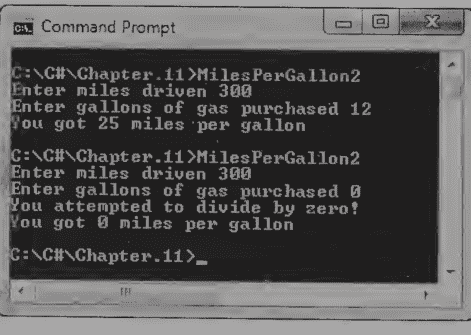 Command Prompt
C:\C#\Chapter.11>MilesPerGallon2
Enter miles driven 300
Enter gallons of gas purchased 12
You got 25 miles per gallon
C:\C#\Chapter.11>MilesPerGallon2
Enter miles driven 300
Enter gallons of gas purchased 0
You attempted to divide by zero!
You got 0 miles per gallon
C:\C#\Chapter.11>_